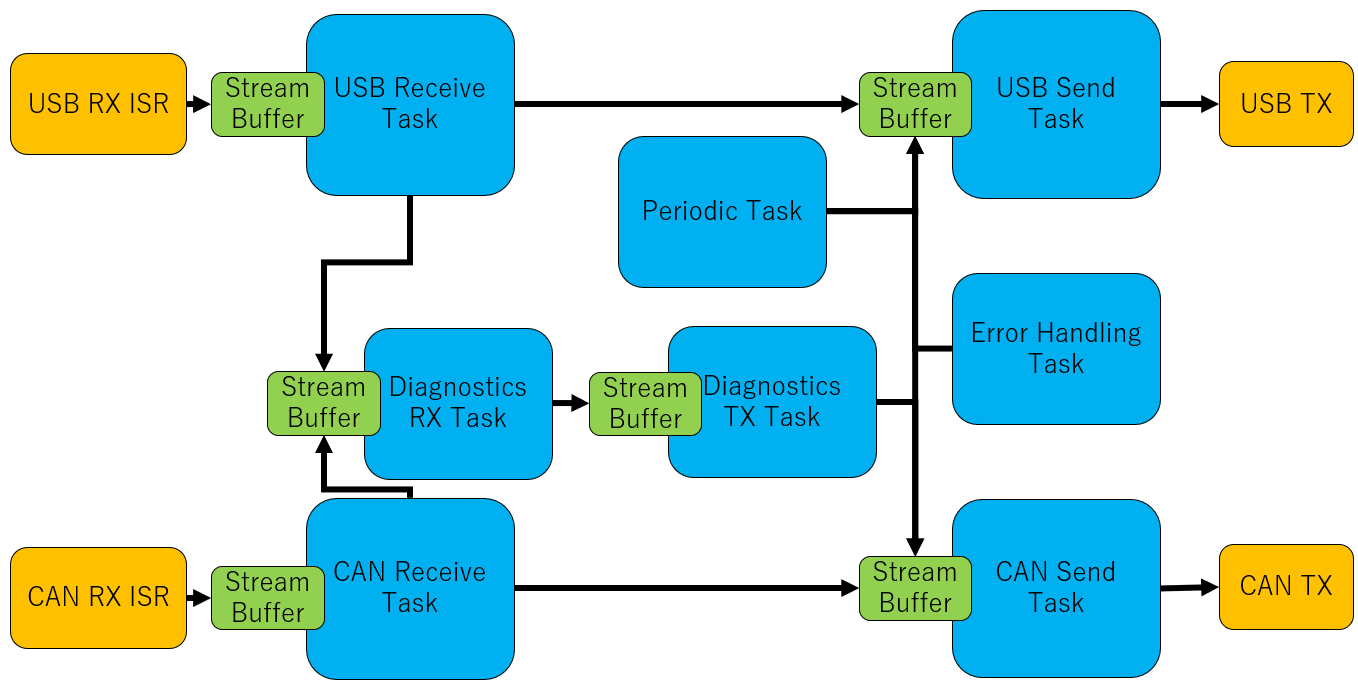 USB RX ISR
Stream
Buffer
USB Receive
Task
Stream
Buffer
USB Send
Task
USB TX
Periodic Task
Error Handling
Task
Stream
Buffer
Diagnostics
RX Task
Stream
Buffer
Diagnostics
TX Task
CAN RX ISR
Stream
Buffer
CAN Receive
Task
Stream
Buffer
CAN Send
Task
CAN TX